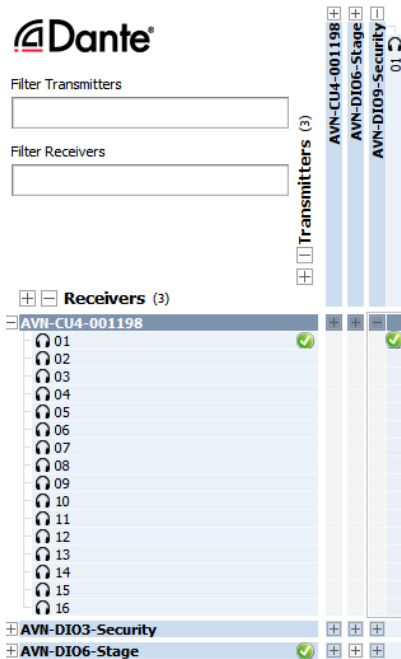 Dante®
Filter Transmitters
Filter Receivers
Transmitters (3)
AVN-CU4-001198
AVN-DIO6-Stage
AVN-DIO9-Security
01
Receivers (3)
AVN-CU4-001198
01
02
03
04
05
06
07
08
09
10
11
12
13
14
15
16
AVN-DIO3-Security
AVN-DIO6-Stage